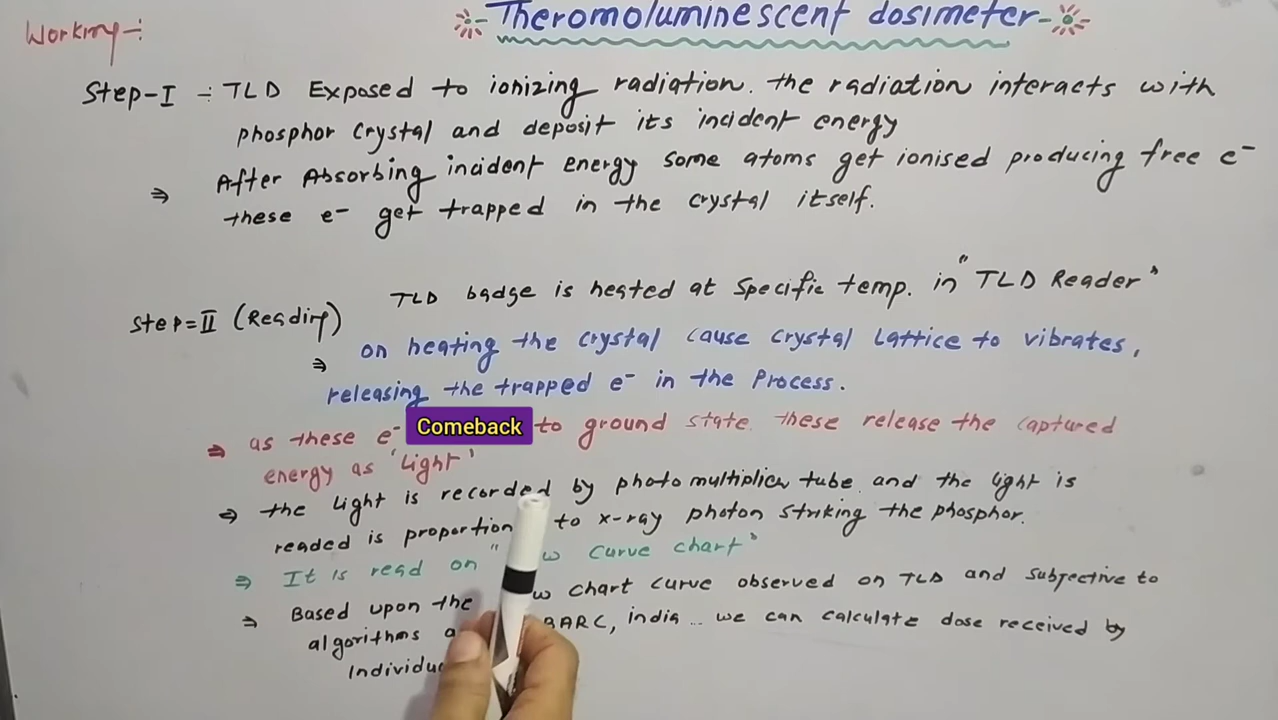 Working-:
Theromoluminescent dosimeter
Step-I -: TLD Exposed to ionizing radiation. the radiation interacts with
phosphor crystal and deposit its incident energy
⇒ After Absorbing incident energy some atoms get ionised producing free e⁻
these e⁻ get trapped in the crystal itself.
Step=II (Reading) TLD badge is heated at specific temp. in "TLD Reader"
⇒ on heating the crystal cause crystal Lattice to vibrates,
releasing the trapped e⁻ in the Process.
⇒ as these e⁻ Comeback to ground state these release the captured
energy as 'Light'
⇒ the Light is recorded by photomultiplier tube and the light is
readed is proportion to x-ray photon striking the phosphor.
⇒ It is read on " w curve chart"
⇒ Based upon the w chart curve observed on TLD and subjective to
algorithms BARC, india... we can calculate dose received by
Individu